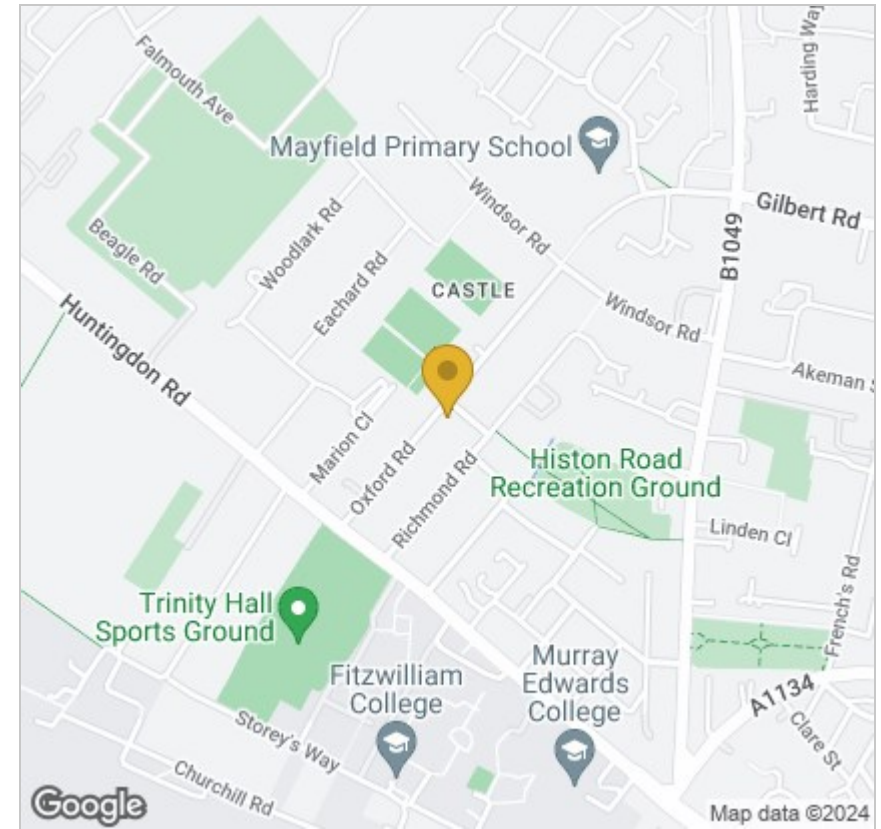 Falmouth Ave
Harding Way
Mayfield Primary School
Windsor Rd
Gilbert Rd
B1049
Woodlark Rd
Beagle Rd
Eachard Rd
CASTLE
Huntingdon Rd
Windsor Rd
Akeman S
Marion Cl
Oxford Rd
Richmond Rd
Histon Road
Recreation Ground
Linden Cl
French's Rd
Trinity Hall
Sports Ground
Fitzwilliam
College
Murray
Edwards
College
A1134
Clare St
Storey's Way
Churchill Rd
Google
Map data ©2024